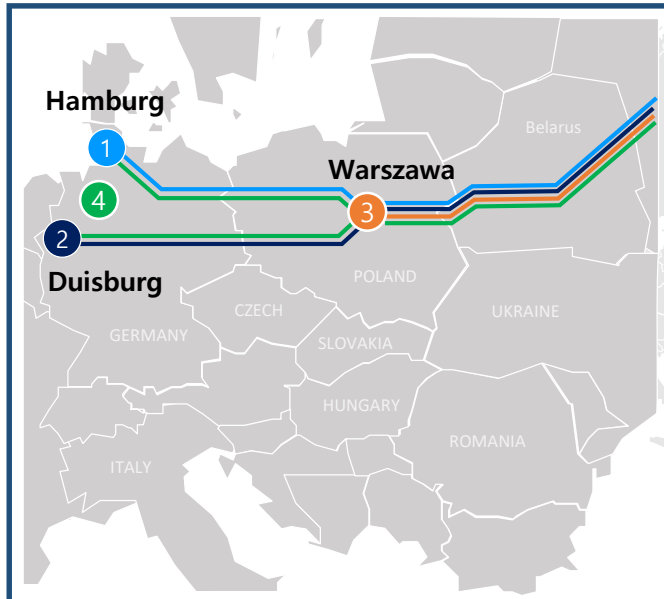 Hamburg
1
Belarus
Warszawa
4
3
2
Duisburg
POLAND
CZECH
UKRAINE
GERMANY
SLOVAKIA
HUNGARY
ROMANIA
ITALY